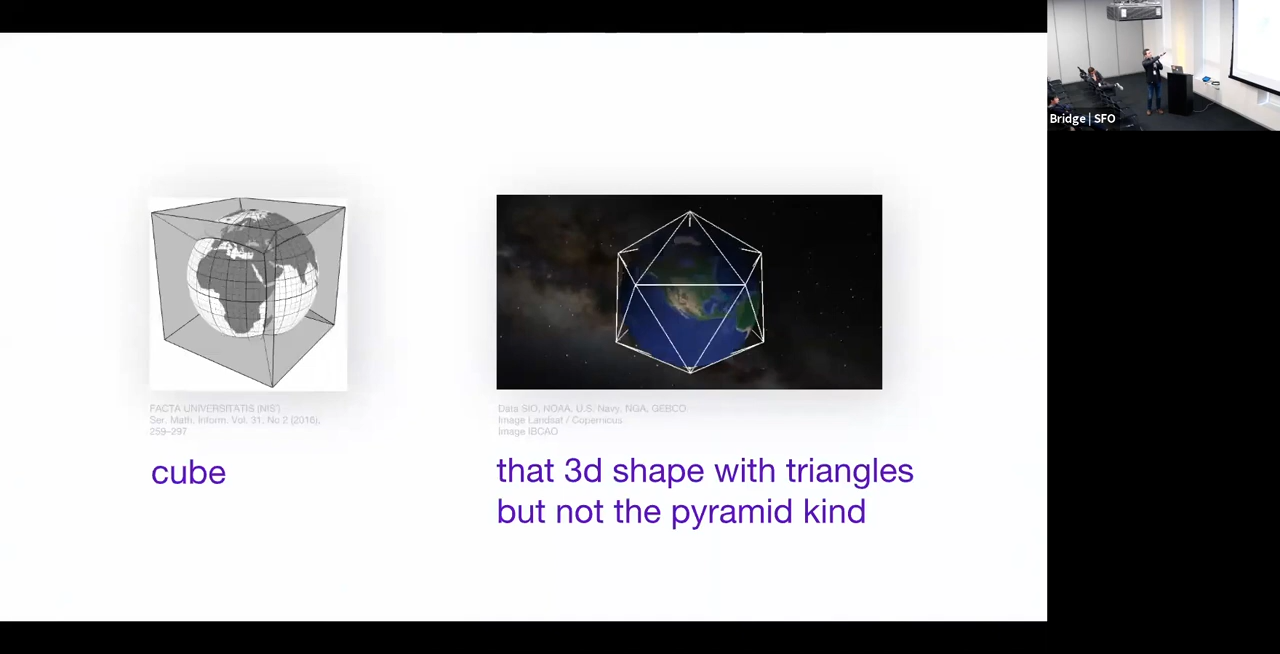 Bridge | SFO
FACTA UNIVERSITATIS (NIŠ)
Ser. Math. Inform. Vol. 31, No 2 (2016),
259–297
cube
Data SIO, NOAA, U.S. Navy, NGA, GEBCO
Image Landsat / Copernicus
Image IBCAO
that 3d shape with triangles
but not the pyramid kind